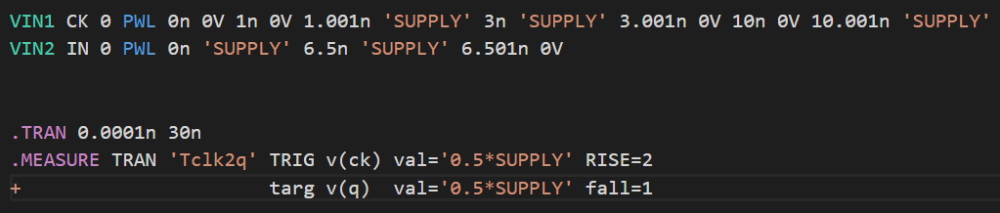 VIN1 CK 0 PWL 0n 0V 1n 0V 1.001n 'SUPPLY' 3n 'SUPPLY' 3.001n 0V 10n 0V 10.001n 'SUPPLY'
VIN2 IN 0 PWL 0n 'SUPPLY' 6.5n 'SUPPLY' 6.501n 0V
.TRAN 0.0001n 30n
.MEASURE TRAN 'Tclk2q' TRIG v(ck) val='0.5*SUPPLY' RISE=2
+ targ v(q) val='0.5*SUPPLY' fall=1